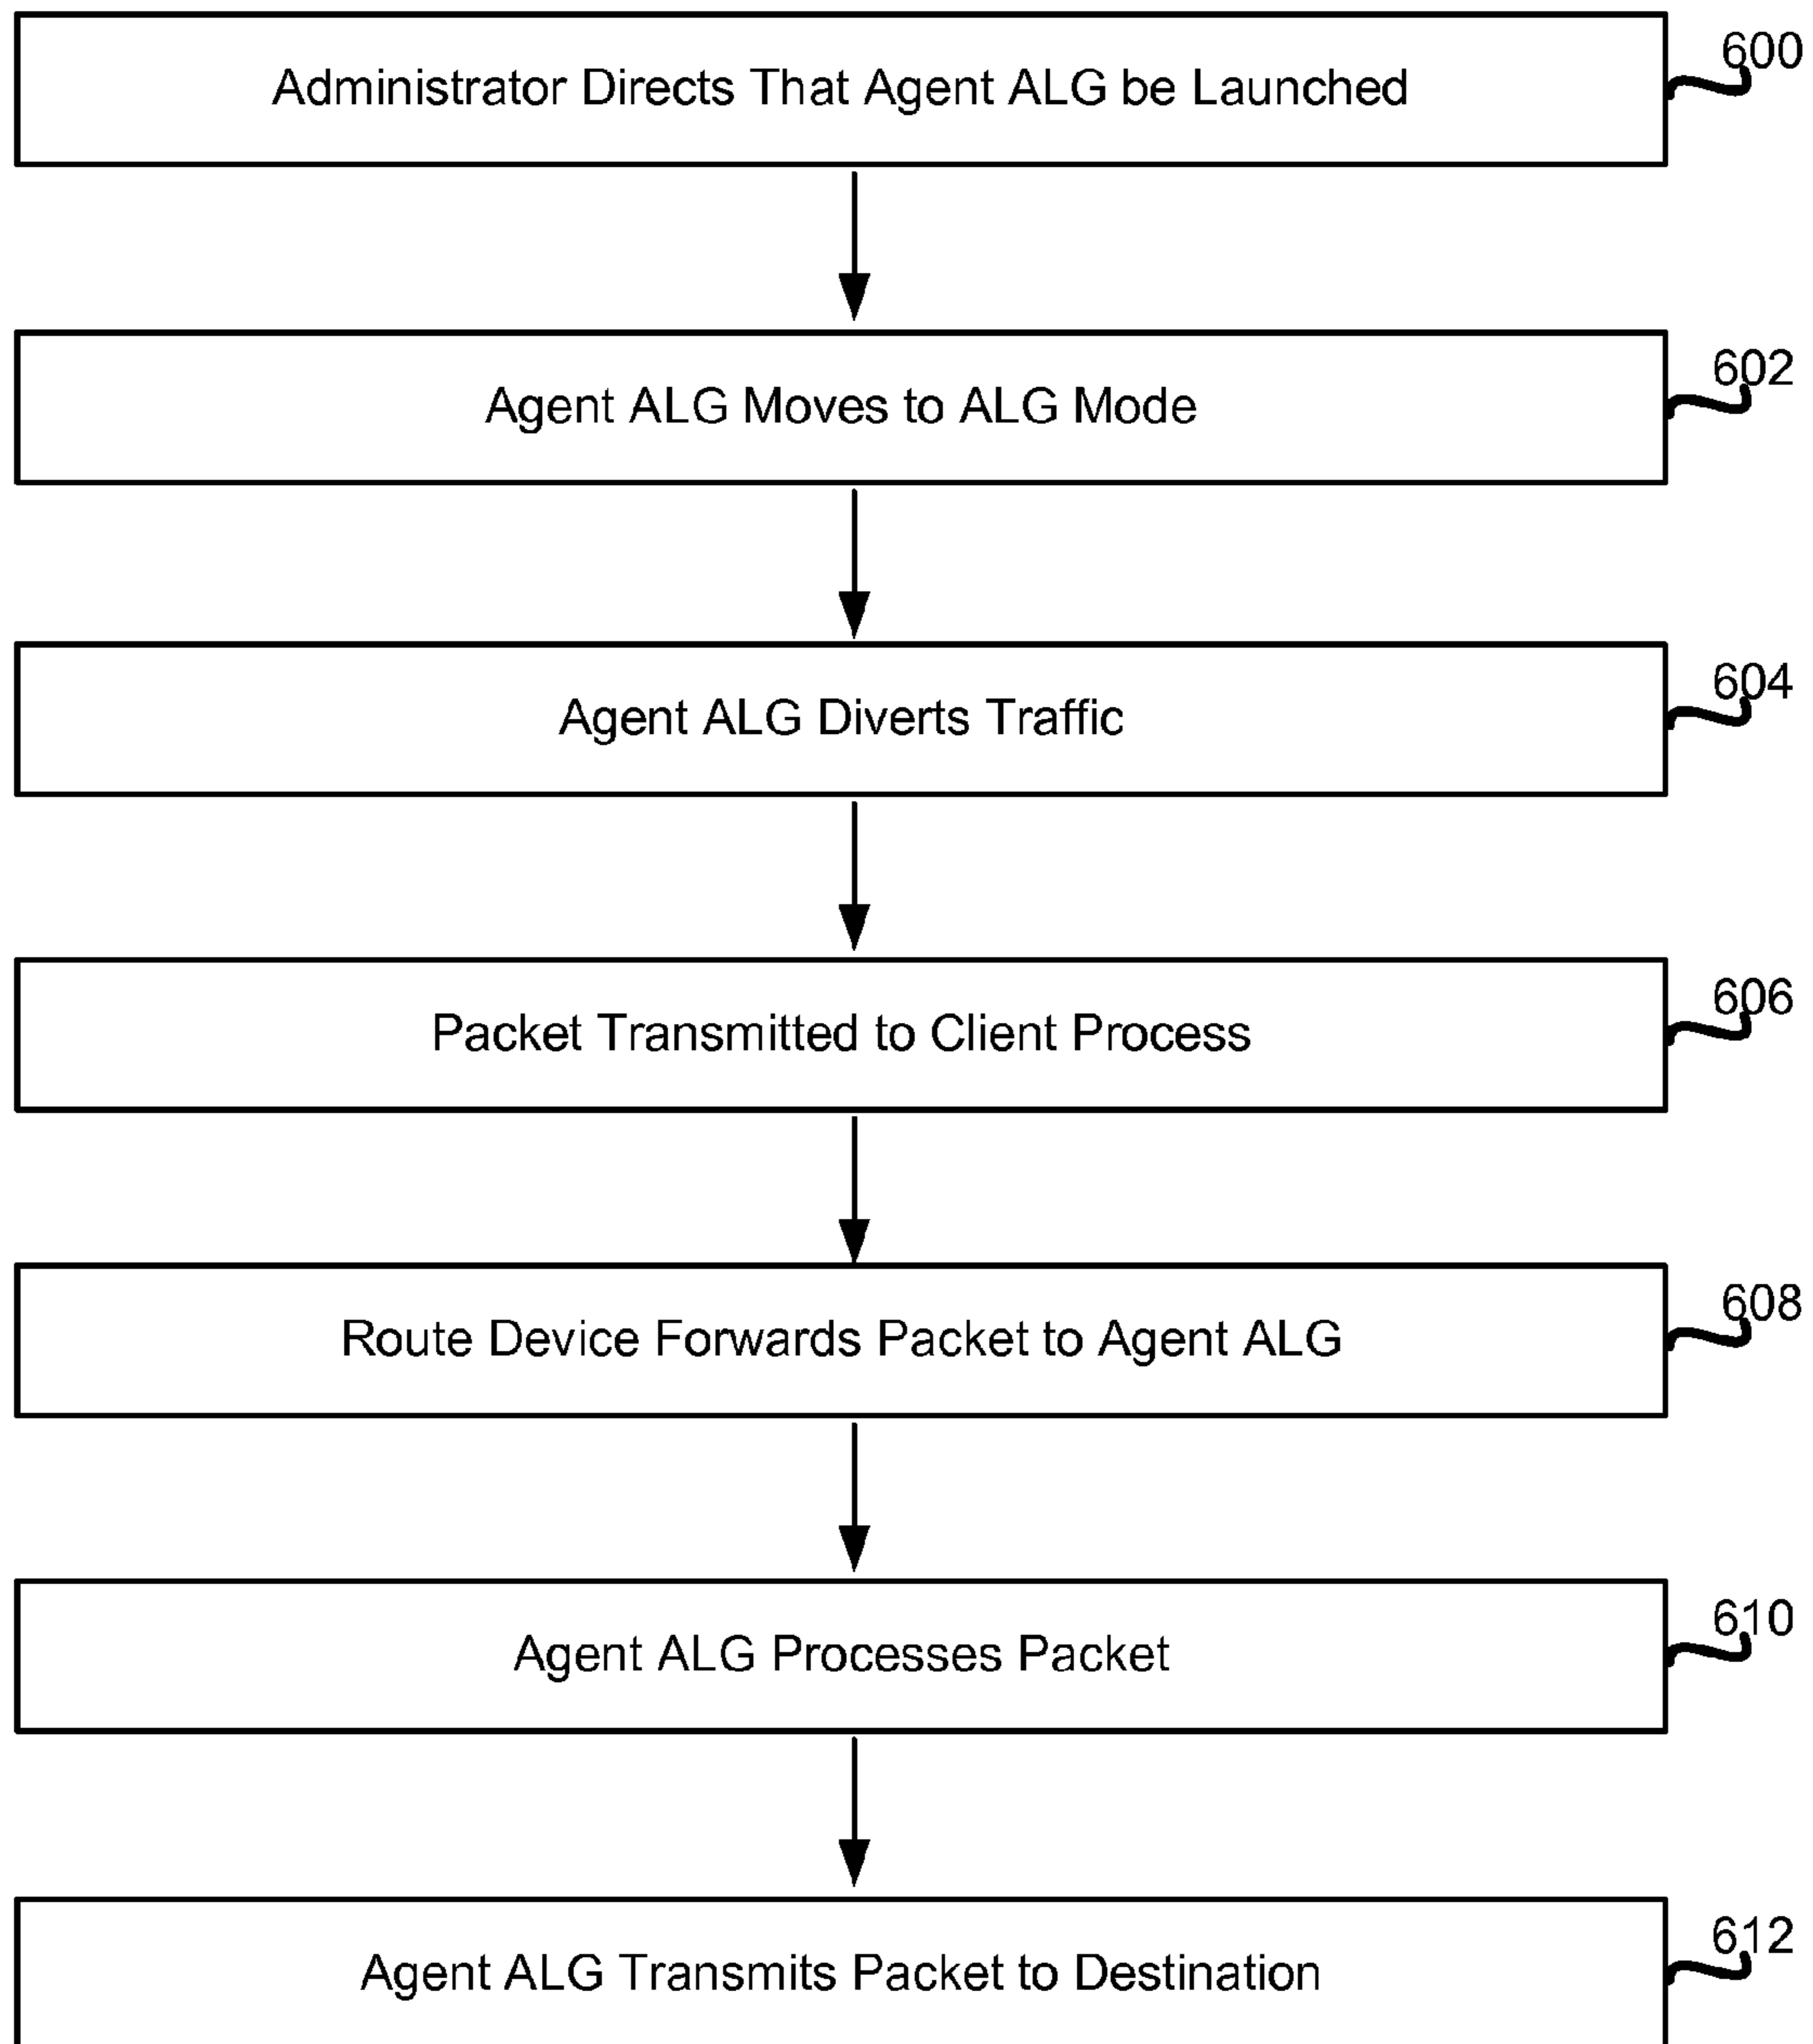 600
Administrator Directs That Agent ALG be Launched
602
Agent ALG Moves to ALG Mode
604
Agent ALG Diverts Traffic
606
Packet Transmitted to Client Process
608
Route Device Forwards Packet to Agent ALG
610
Agent ALG Processes Packet
612
Agent ALG Transmits Packet to Destination